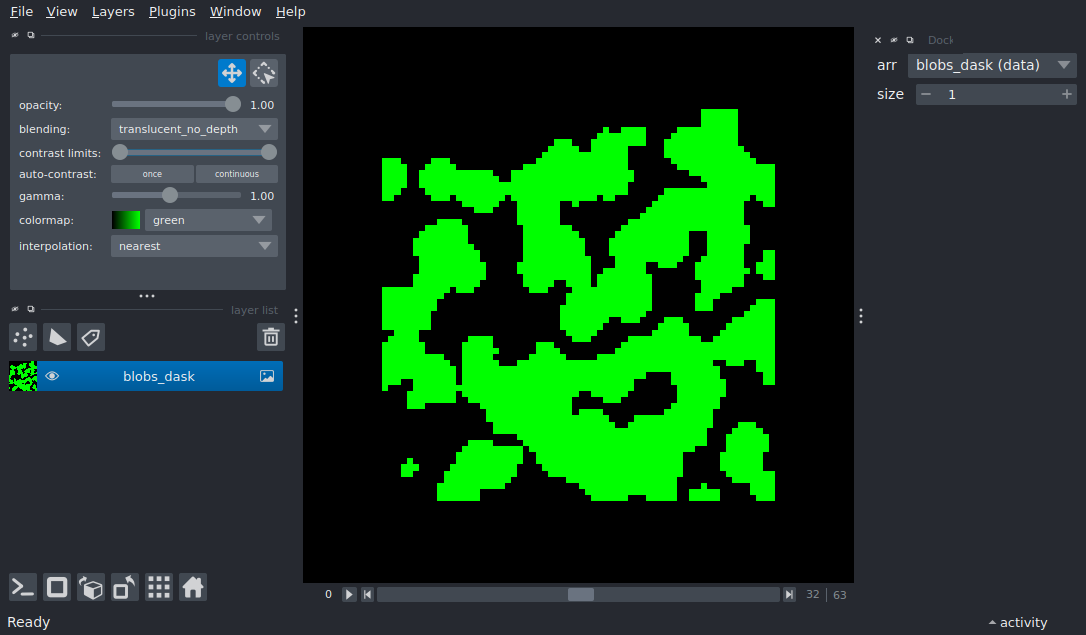 File View Layers Plugins Window Help
layer controls
opacity: 1.00
blending: translucent_no_depth
contrast limits:
auto-contrast: once continuous
gamma: 1.00
colormap: green
interpolation: nearest
layer list
blobs_dask
Dock
arr blobs_dask (data)
size 1
0 32 63
Ready
activity